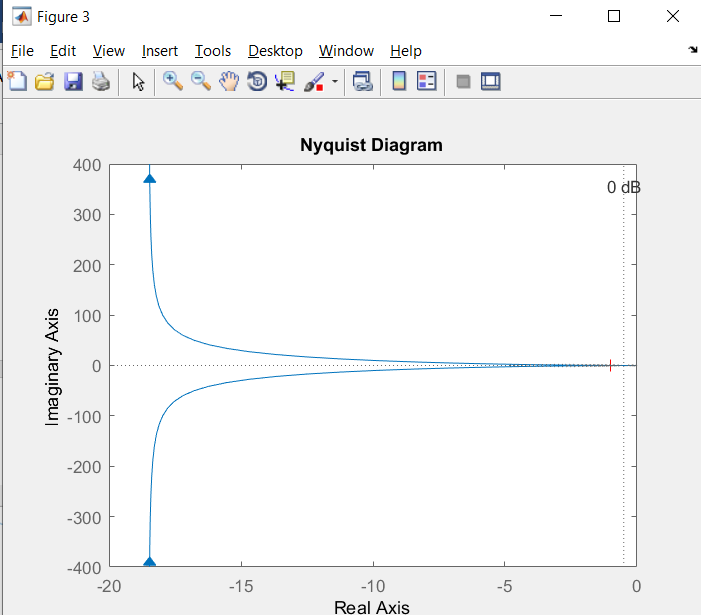 Figure 3
File Edit View Insert Tools Desktop Window Help
Nyquist Diagram
400
0 dB
300
200
100
0
-100
-200
-300
-400
Imaginary Axis
-20 -15 -10 -5 0
Real Axis